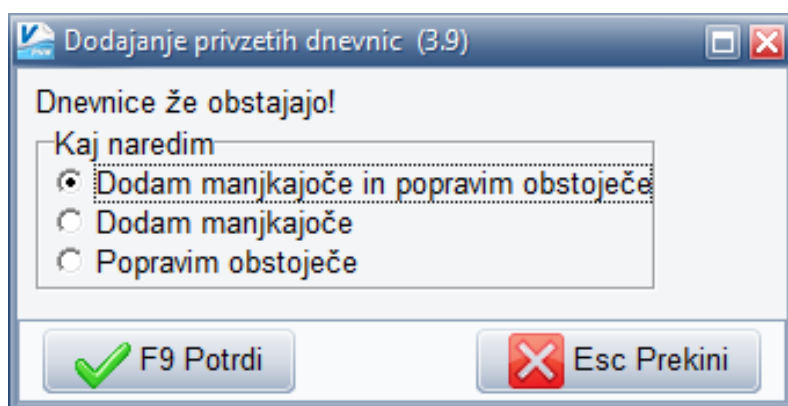 Dodajanje privzetih dnevnic (3.9)
Dnevnice že obstajajo!
Kaj naredim
Dodam manjkajoče in popravim obstoječe
Dodam manjkajoče
Popravim obstoječe
F9 Potrdi
Esc Prekini